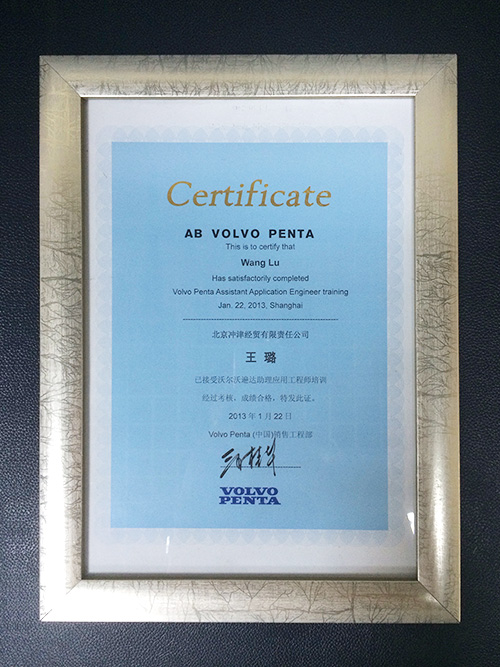 Certificate
AB VOLVO PENTA
This is to certify that
Wang Lu
Has satisfactorily completed
Volvo Penta Assistant Application Engineer training
Jan. 22, 2013, Shanghai
北京冲津经贸有限责任公司
王 璐
已接受沃尔沃遍达助理应用工程师培训
经过考核，成绩合格，特发此证。
2013 年 1 月 22 日
Volvo Penta (中国)销售工程部
VOLVO
PENTA